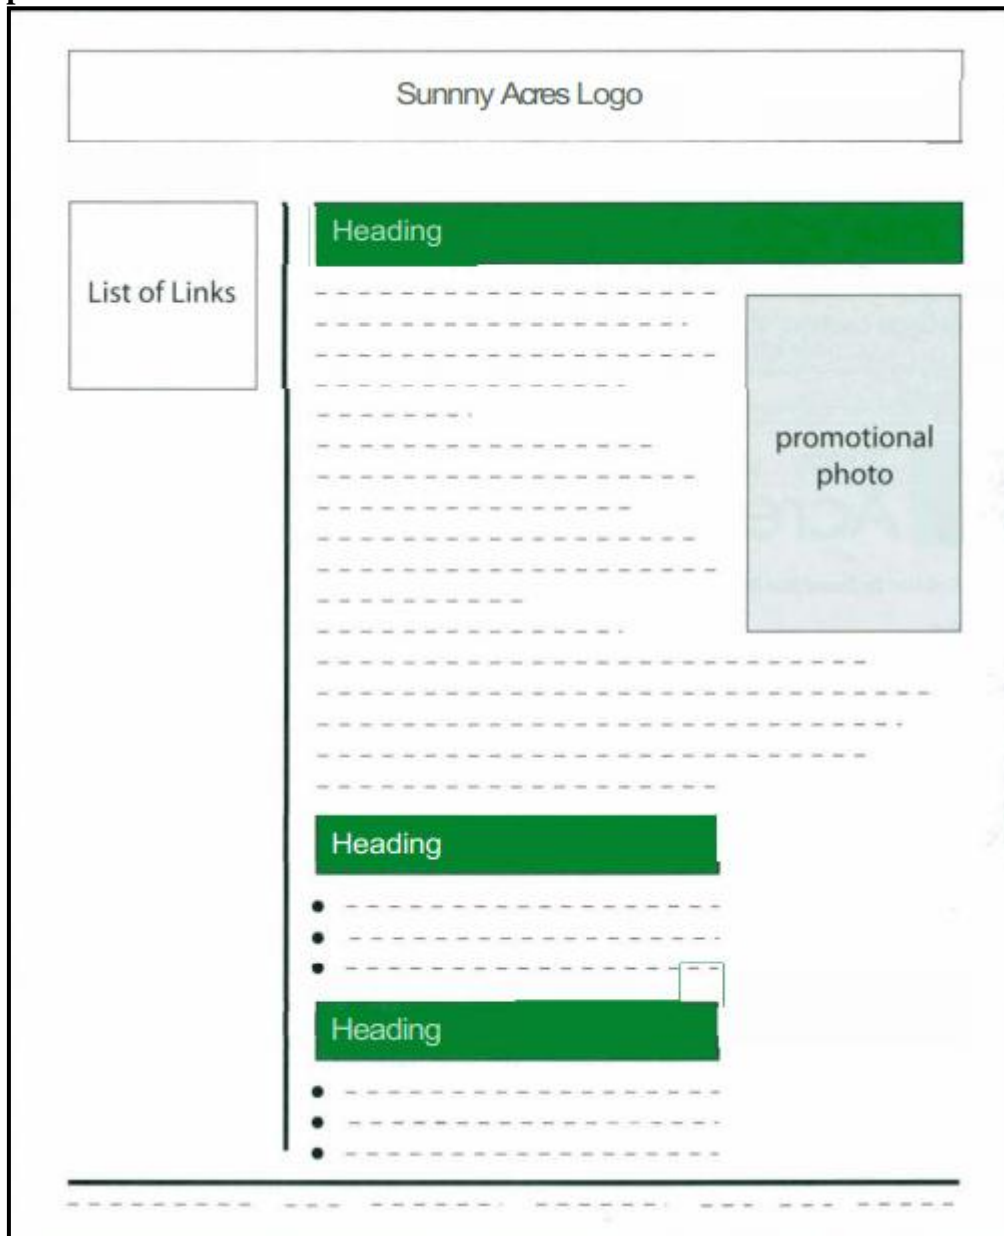 Sunnny Acres Logo
List of Links
Heading
promotional
photo
Heading
Heading